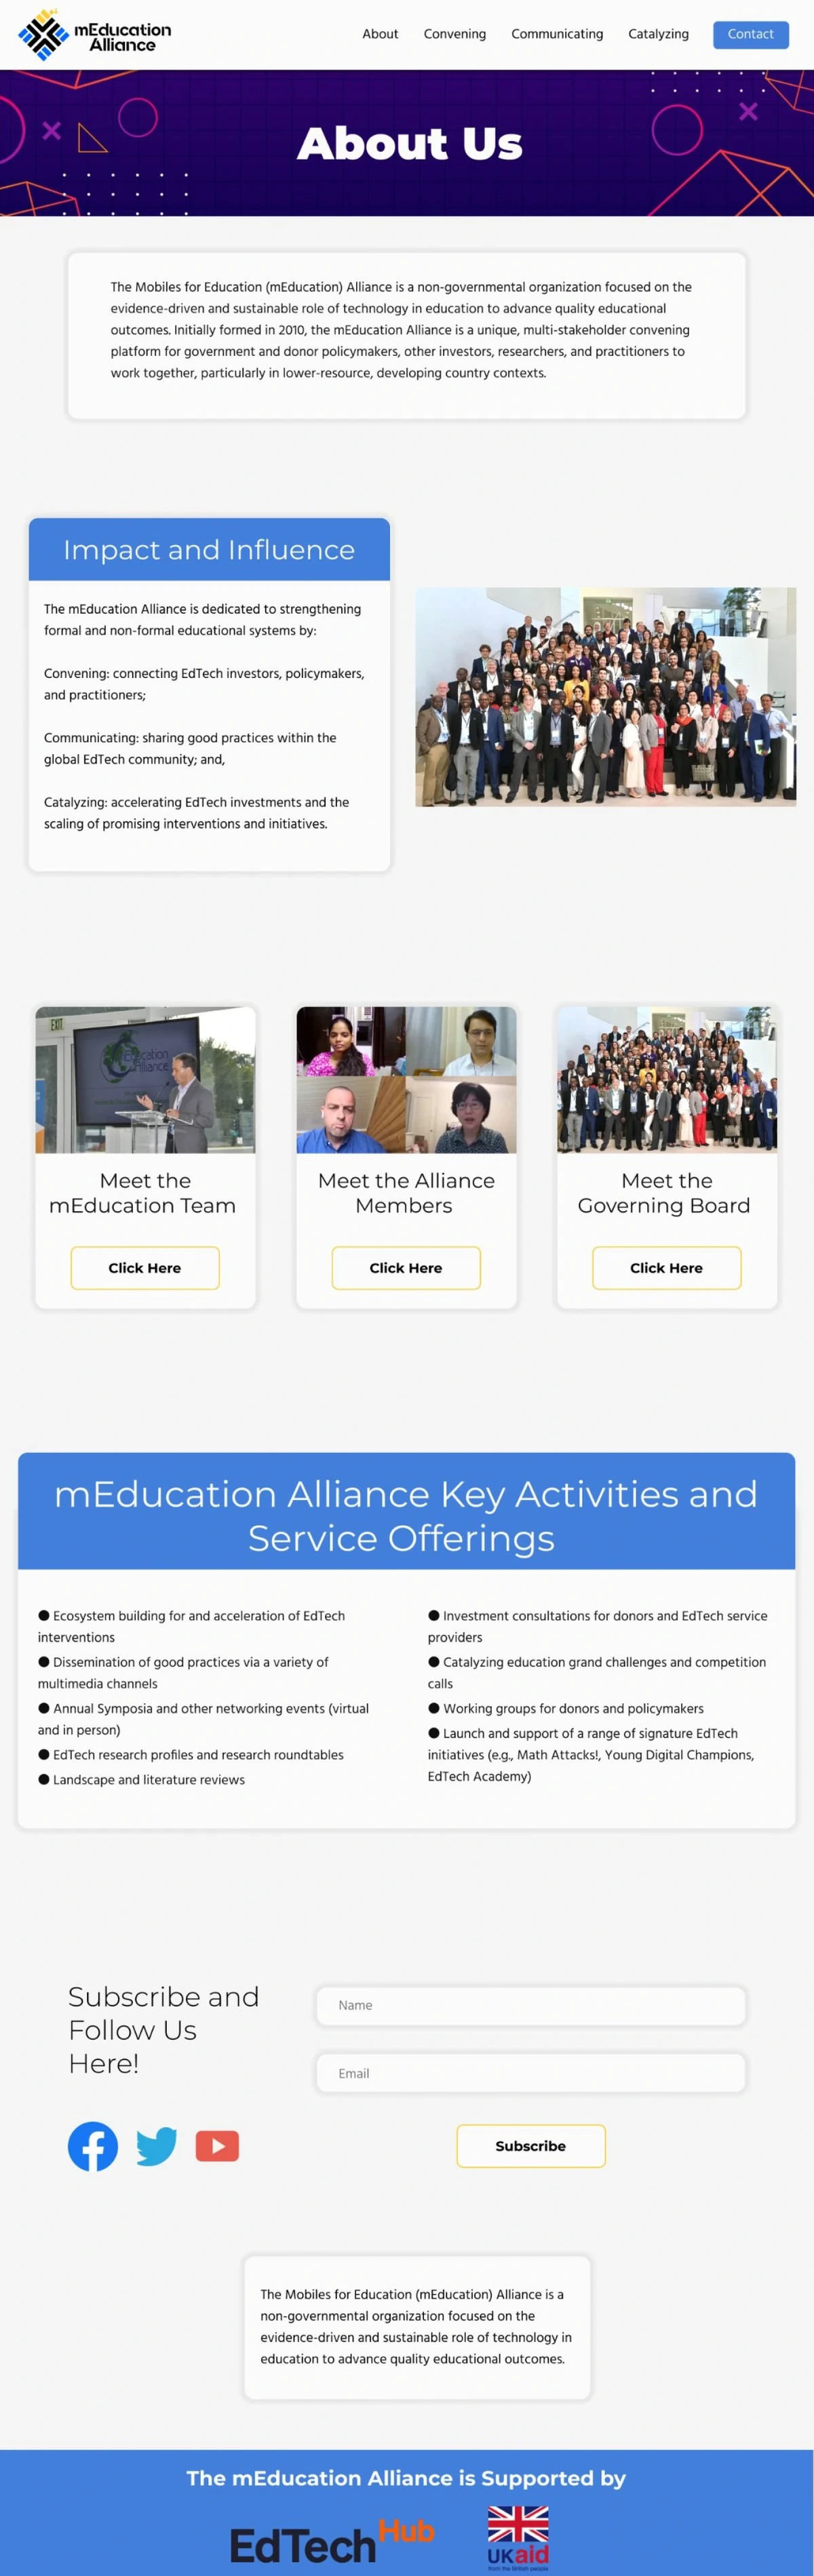 mEducation
Alliance
About
Convening
Communicating
Catalyzing
Contact
About Us
The Mobiles for Education (mEducation) Alliance is a non-governmental organization focused on the
evidence-driven and sustainable role of technology in education to advance quality educational
outcomes. Initially formed in 2010, the mEducation Alliance is a unique, multi-stakeholder convening
platform for government and donor policymakers, other investors, researchers, and practitioners to
work together, particularly in lower-resource, developing country contexts.
Impact and Influence
The mEducation Alliance is dedicated to strengthening
formal and non-formal educational systems by:
Convening: connecting EdTech investors, policymakers,
and practitioners;
Communicating: sharing good practices within the
global EdTech community; and,
Catalyzing: accelerating EdTech investments and the
scaling of promising interventions and initiatives.
EXIT
Alliance
Meet the
mEducation Team
Click Here
Meet the Alliance
Members
Click Here
Meet the
Governing Board
Click Here
mEducation Alliance Key Activities and
Service Offerings
● Ecosystem building for and acceleration of EdTech
interventions
● Dissemination of good practices via a variety of
multimedia channels
● Annual Symposia and other networking events (virtual
and in person)
● EdTech research profiles and research roundtables
● Landscape and literature reviews
● Investment consultations for donors and EdTech service
providers
● Catalyzing education grand challenges and competition
calls
● Working groups for donors and policymakers
● Launch and support of a range of signature EdTech
initiatives (e.g., Math Attacks!, Young Digital Champions,
EdTech Academy)
Subscribe and
Follow Us
Here!
Name
Email
Subscribe
The Mobiles for Education (mEducation) Alliance is a
non-governmental organization focused on the
evidence-driven and sustainable role of technology in
education to advance quality educational outcomes.
The mEducation Alliance is Supported by
EdTech Hub
UKaid
from the British people